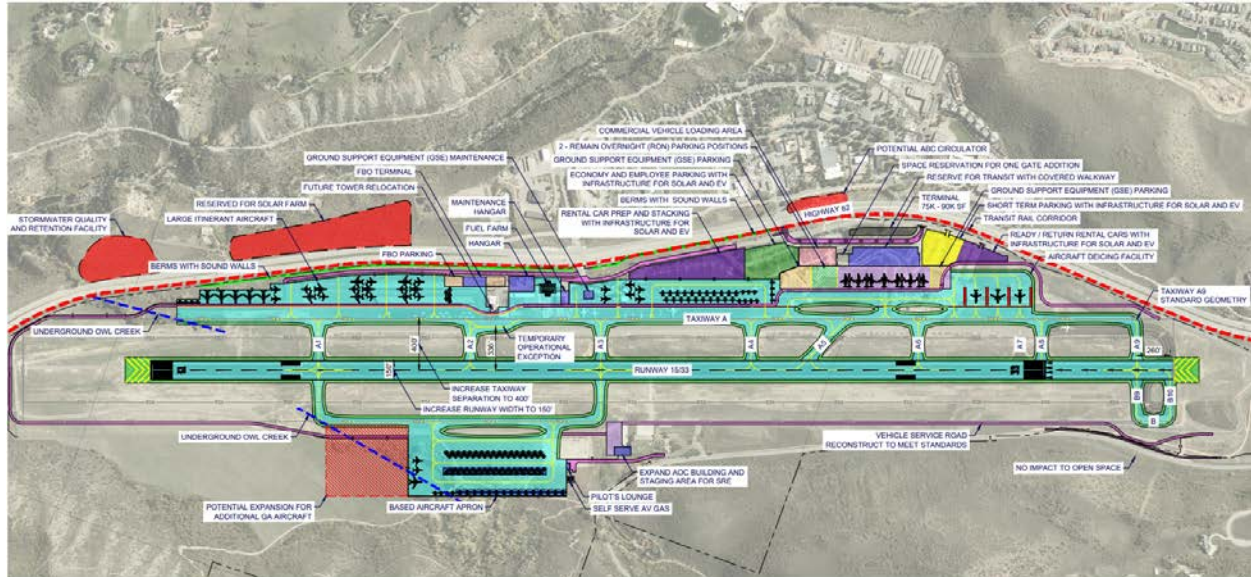 COMMERCIAL VEHICLE LOADING AREA
2 - REMAIN OVERNIGHT (RON) PARKING POSITIONS
GROUND SUPPORT EQUIPMENT (GSE) PARKING
ECONOMY AND EMPLOYEE PARKING WITH
INFRASTRUCTURE FOR SOLAR AND EV
BERMS WITH SOUND WALLS
RENTAL CAR PREP AND STACKING
WITH INFRASTRUCTURE FOR
SOLAR AND EV
GROUND SUPPORT EQUIPMENT (GSE) MAINTENANCE
FBO TERMINAL
FUTURE TOWER RELOCATION
MAINTENANCE
HANGAR
FUEL FARM
HANGAR
FBO PARKING
RESERVED FOR SOLAR FARM
LARGE ITINERANT AIRCRAFT
STORMWATER QUALITY
AND RETENTION FACILITY
BERMS WITH SOUND WALLS
UNDERGROUND OWL CREEK
POTENTIAL ABC CIRCULATOR
SPACE RESERVATION FOR ONE GATE ADDITION
RESERVE FOR TRANSIT WITH COVERED WALKWAY
HIGHWAY 82
TERMINAL
75K - 90K SF
GROUND SUPPORT EQUIPMENT (GSE) PARKING
SHORT TERM PARKING WITH INFRASTRUCTURE FOR SOLAR AND EV
TRANSIT RAIL CORRIDOR
READY / RETURN RENTAL CARS WITH
INFRASTRUCTURE FOR SOLAR AND EV
AIRCRAFT DEICING FACILITY
TAXIWAY A9
STANDARD GEOMETRY
TAXIWAY A
TEMPORARY
OPERATIONAL
EXCEPTION
A1
400'
A2
330'
A3
A4
A5
A6
A7
A8
A9
260'
150'
RUNWAY 15/33
INCREASE TAXIWAY
SEPARATION TO 400'
INCREASE RUNWAY WIDTH TO 150'
B9
B10
B
UNDERGROUND OWL CREEK
VEHICLE SERVICE ROAD
RECONSTRUCT TO MEET STANDARDS
NO IMPACT TO OPEN SPACE
EXPAND AOC BUILDING AND
STAGING AREA FOR SRE
PILOT'S LOUNGE
SELF SERVE AV GAS
POTENTIAL EXPANSION FOR
ADDITIONAL GA AIRCRAFT
BASED AIRCRAFT APRON